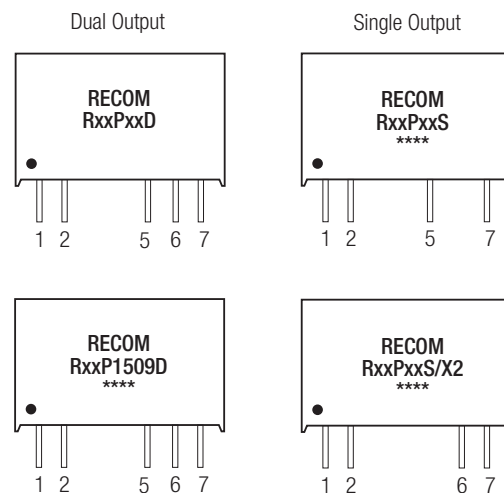 Dual Output
Single Output
RECOM
RxxPxxD
1 2 5 6 7
RECOM
RxxPxxS
****
1 2 5 7
RECOM
RxxP1509D
****
1 2 5 6 7
RECOM
RxxPxxS/X2
****
1 2 6 7